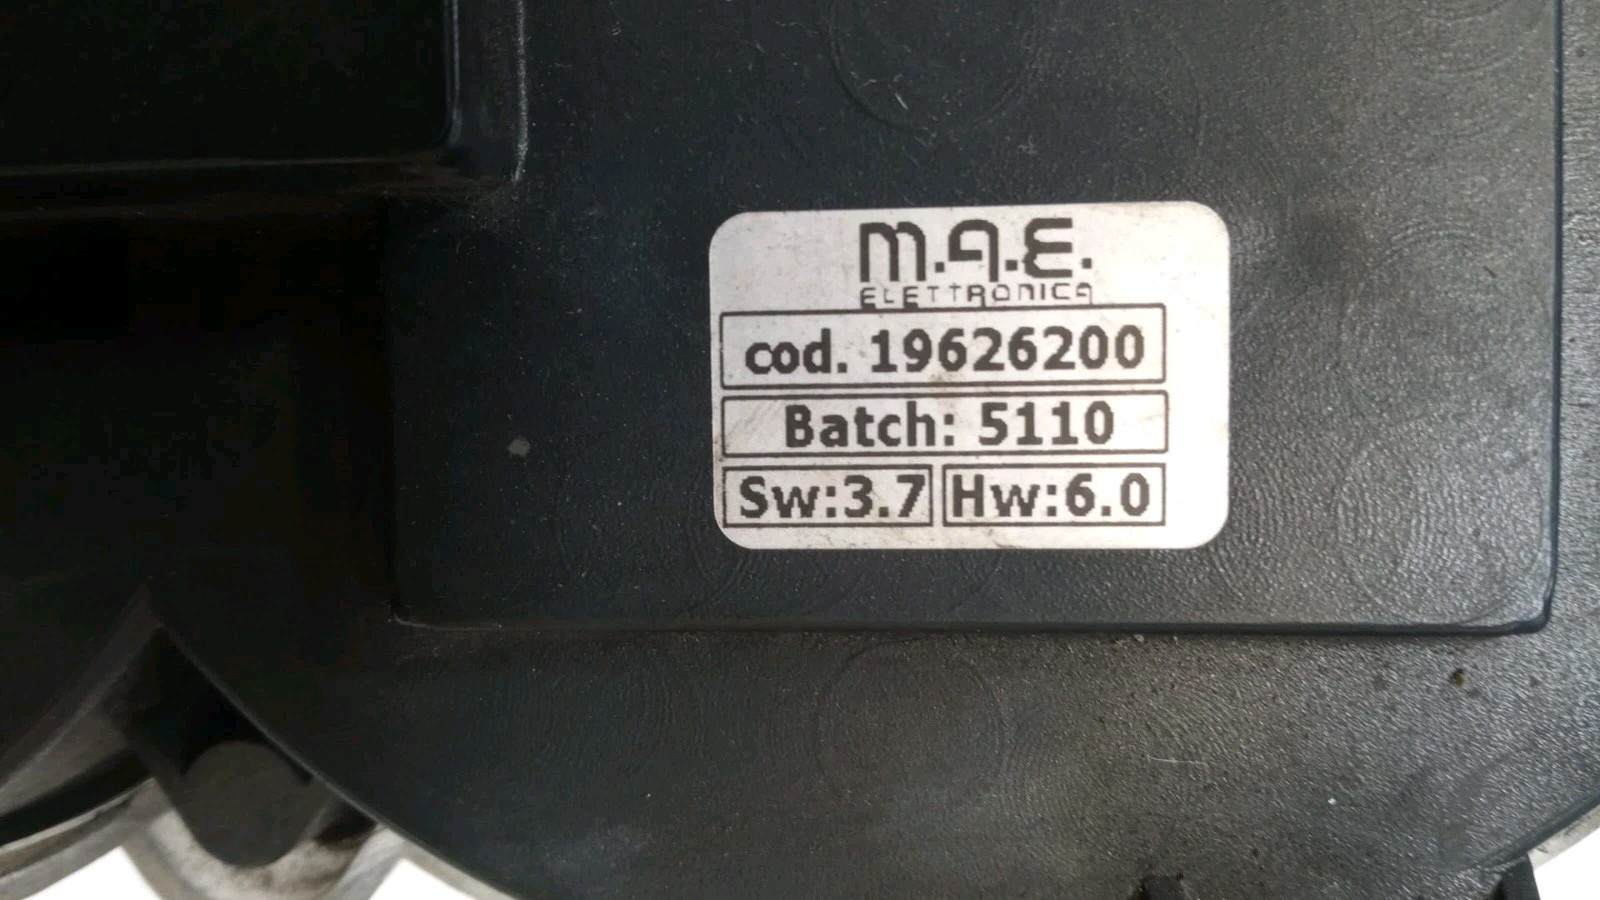 M.A.E.
ELETTRONICA
cod. 19626200
Batch: 5110
Sw:3.7 Hw:6.0